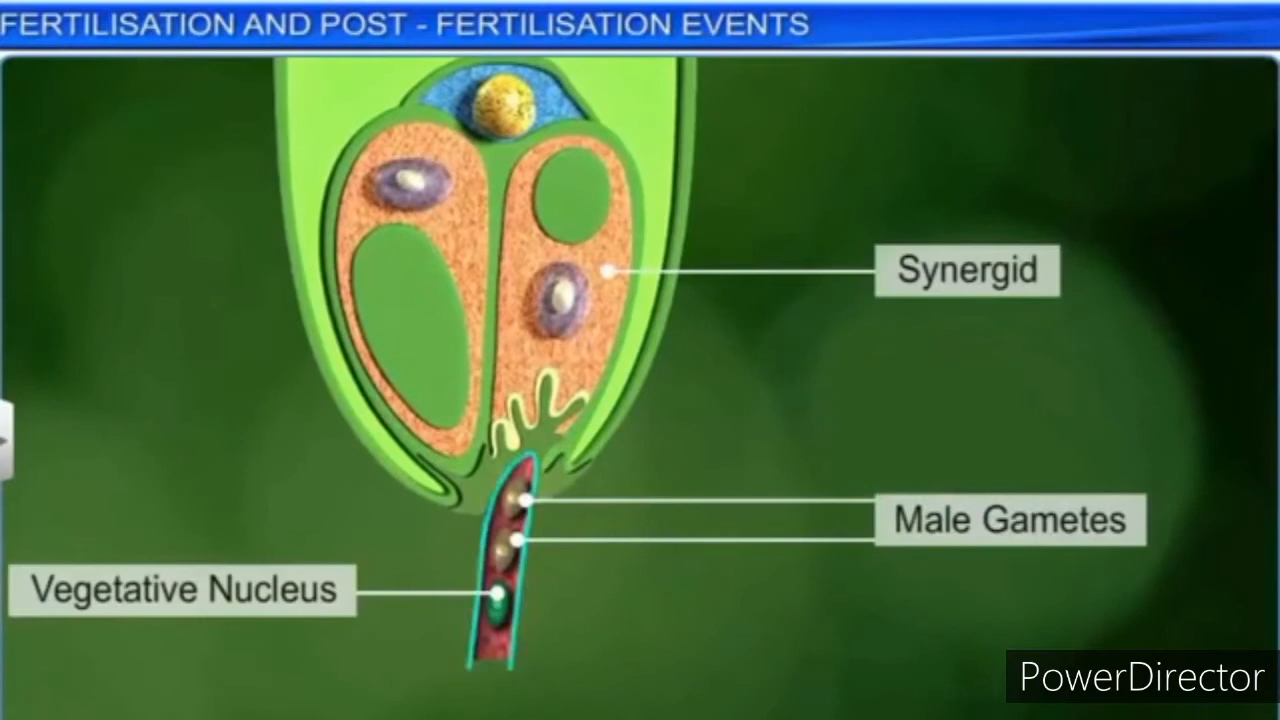 FERTILISATION AND POST - FERTILISATION EVENTS
Synergid
Male Gametes
Vegetative Nucleus
PowerDirector